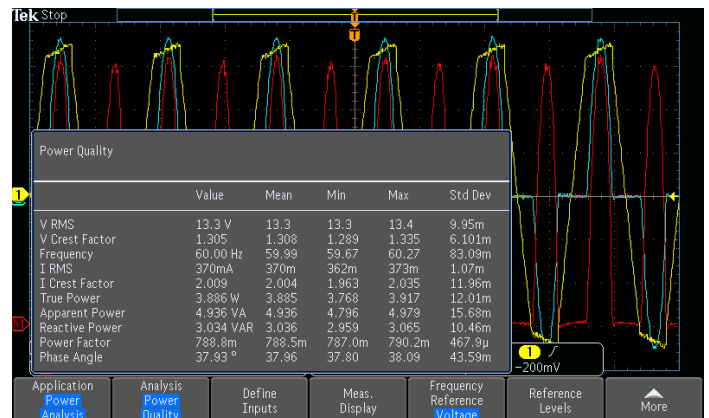 Tek Stop
T
T
Power Quality
Value Mean Min Max Std Dev
V RMS 13.3 V 13.3 13.3 13.4 9.95m
V Crest Factor 1.305 1.308 1.289 1.335 6.101m
Frequency 60.00 Hz 59.99 59.67 60.27 83.09m
I RMS 370mA 370m 362m 373m 1.07m
I Crest Factor 2.009 2.004 1.963 2.035 11.96m
True Power 3.886 W 3.885 3.768 3.917 12.01m
Apparent Power 4.936 VA 4.936 4.796 4.979 15.68m
Reactive Power 3.034 VAR 3.036 2.959 3.065 10.46m
Power Factor 788.8m 788.5m 787.0m 790.2m 467.9µ
Phase Angle 37.93 ° 37.96 37.80 38.09 43.59m
1
M
1
-200mV
Application
Power
Analysis
Analysis
Power
Quality
Define
Inputs
Meas.
Display
Frequency
Reference
Voltage
Reference
Levels
More